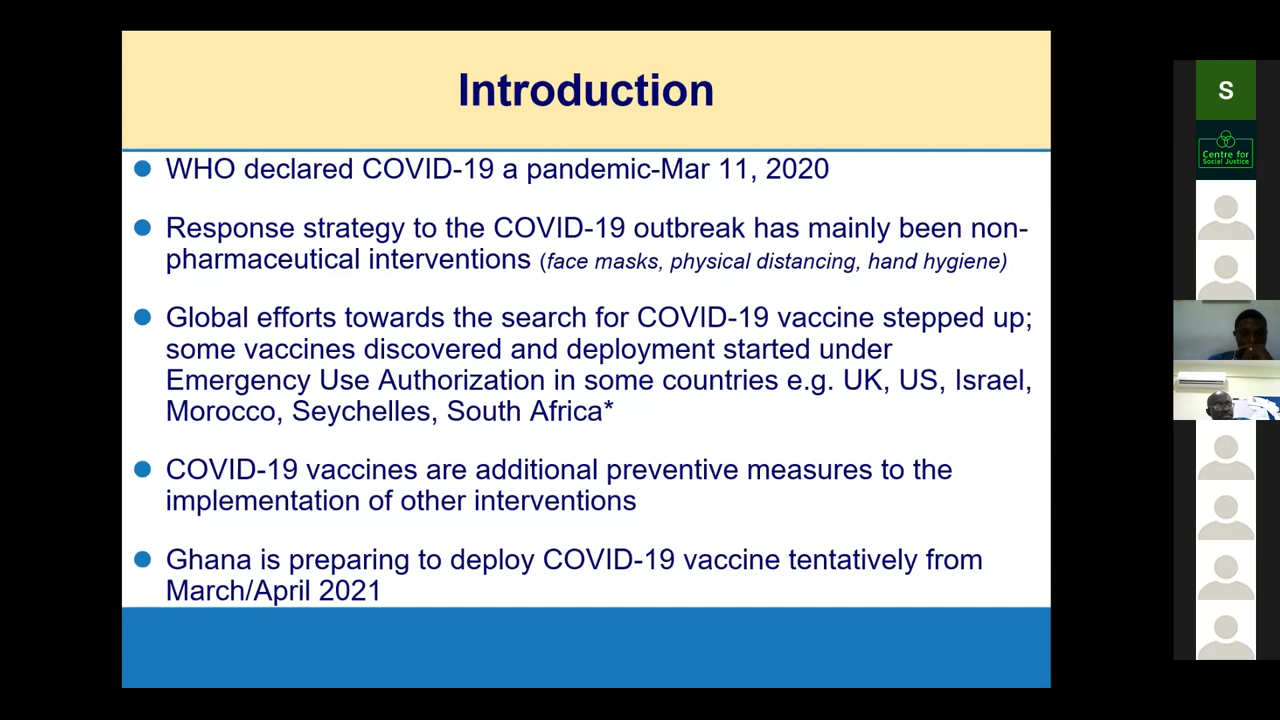 Introduction
WHO declared COVID-19 a pandemic-Mar 11, 2020
Response strategy to the COVID-19 outbreak has mainly been non-
pharmaceutical interventions (face masks, physical distancing, hand hygiene)
Global efforts towards the search for COVID-19 vaccine stepped up;
some vaccines discovered and deployment started under
Emergency Use Authorization in some countries e.g. UK, US, Israel,
Morocco, Seychelles, South Africa*
COVID-19 vaccines are additional preventive measures to the
implementation of other interventions
Ghana is preparing to deploy COVID-19 vaccine tentatively from
March/April 2021
S
Centre for
Social Justice